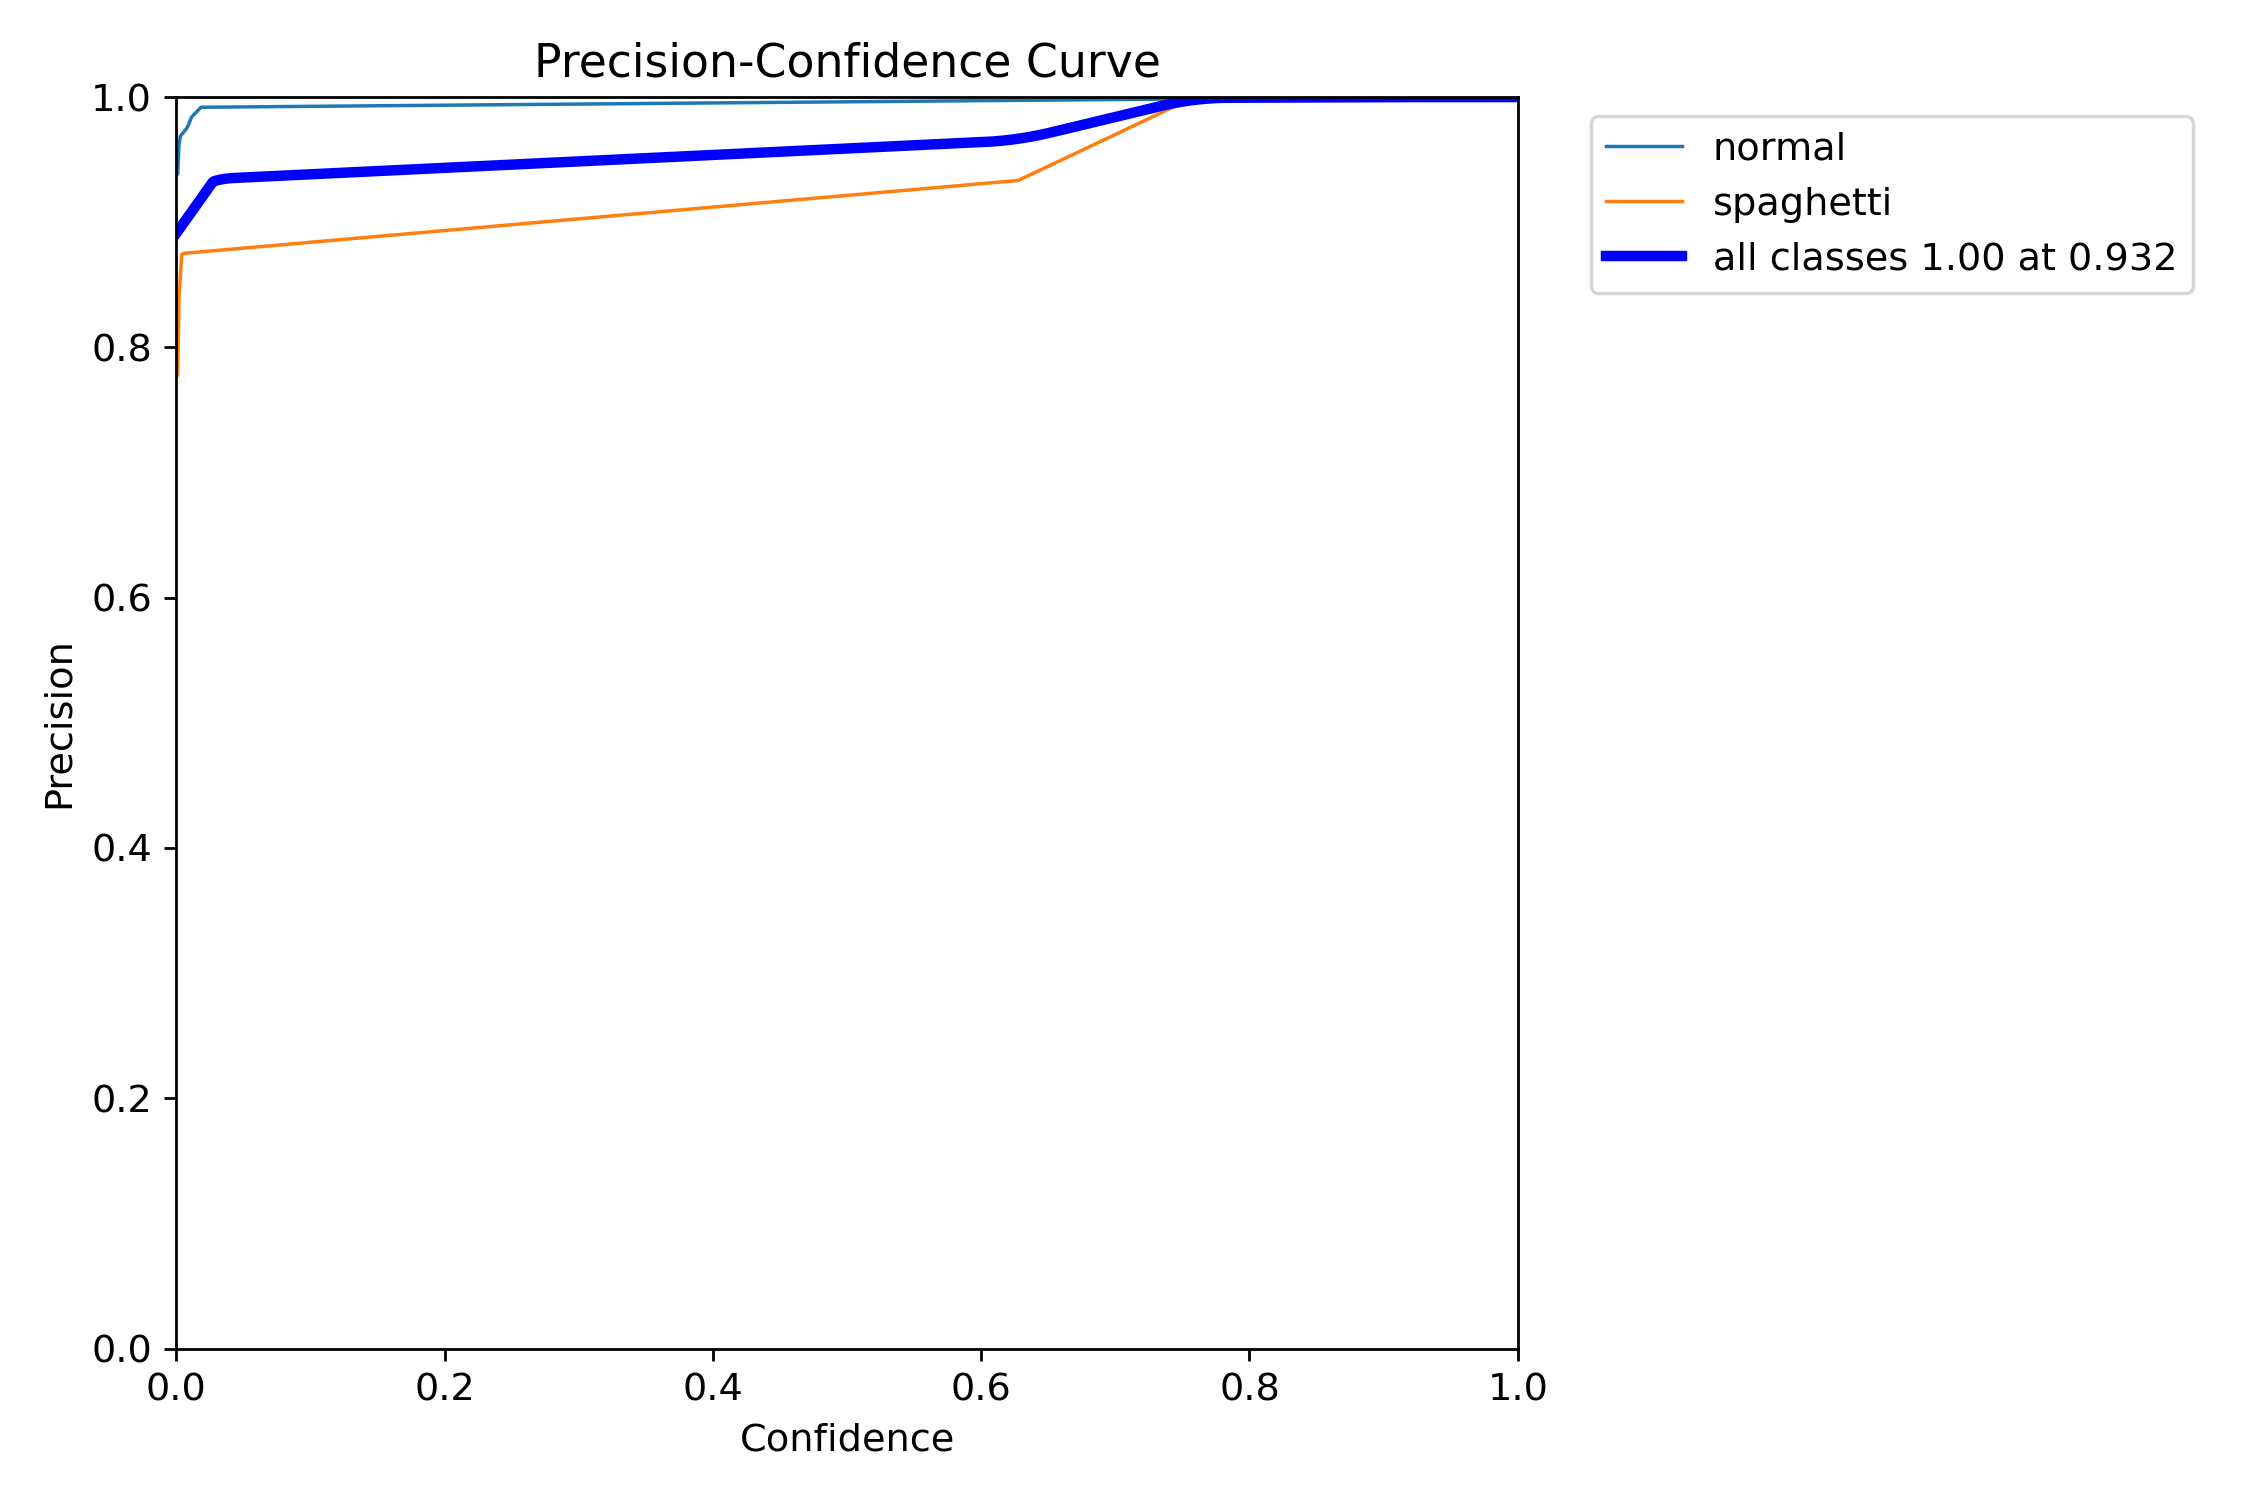 Precision-Confidence Curve
1.0
0.8
0.6
0.4
0.2
0.0
Precision
0.0 0.2 0.4 0.6 0.8 1.0
Confidence
normal
spaghetti
all classes 1.00 at 0.932